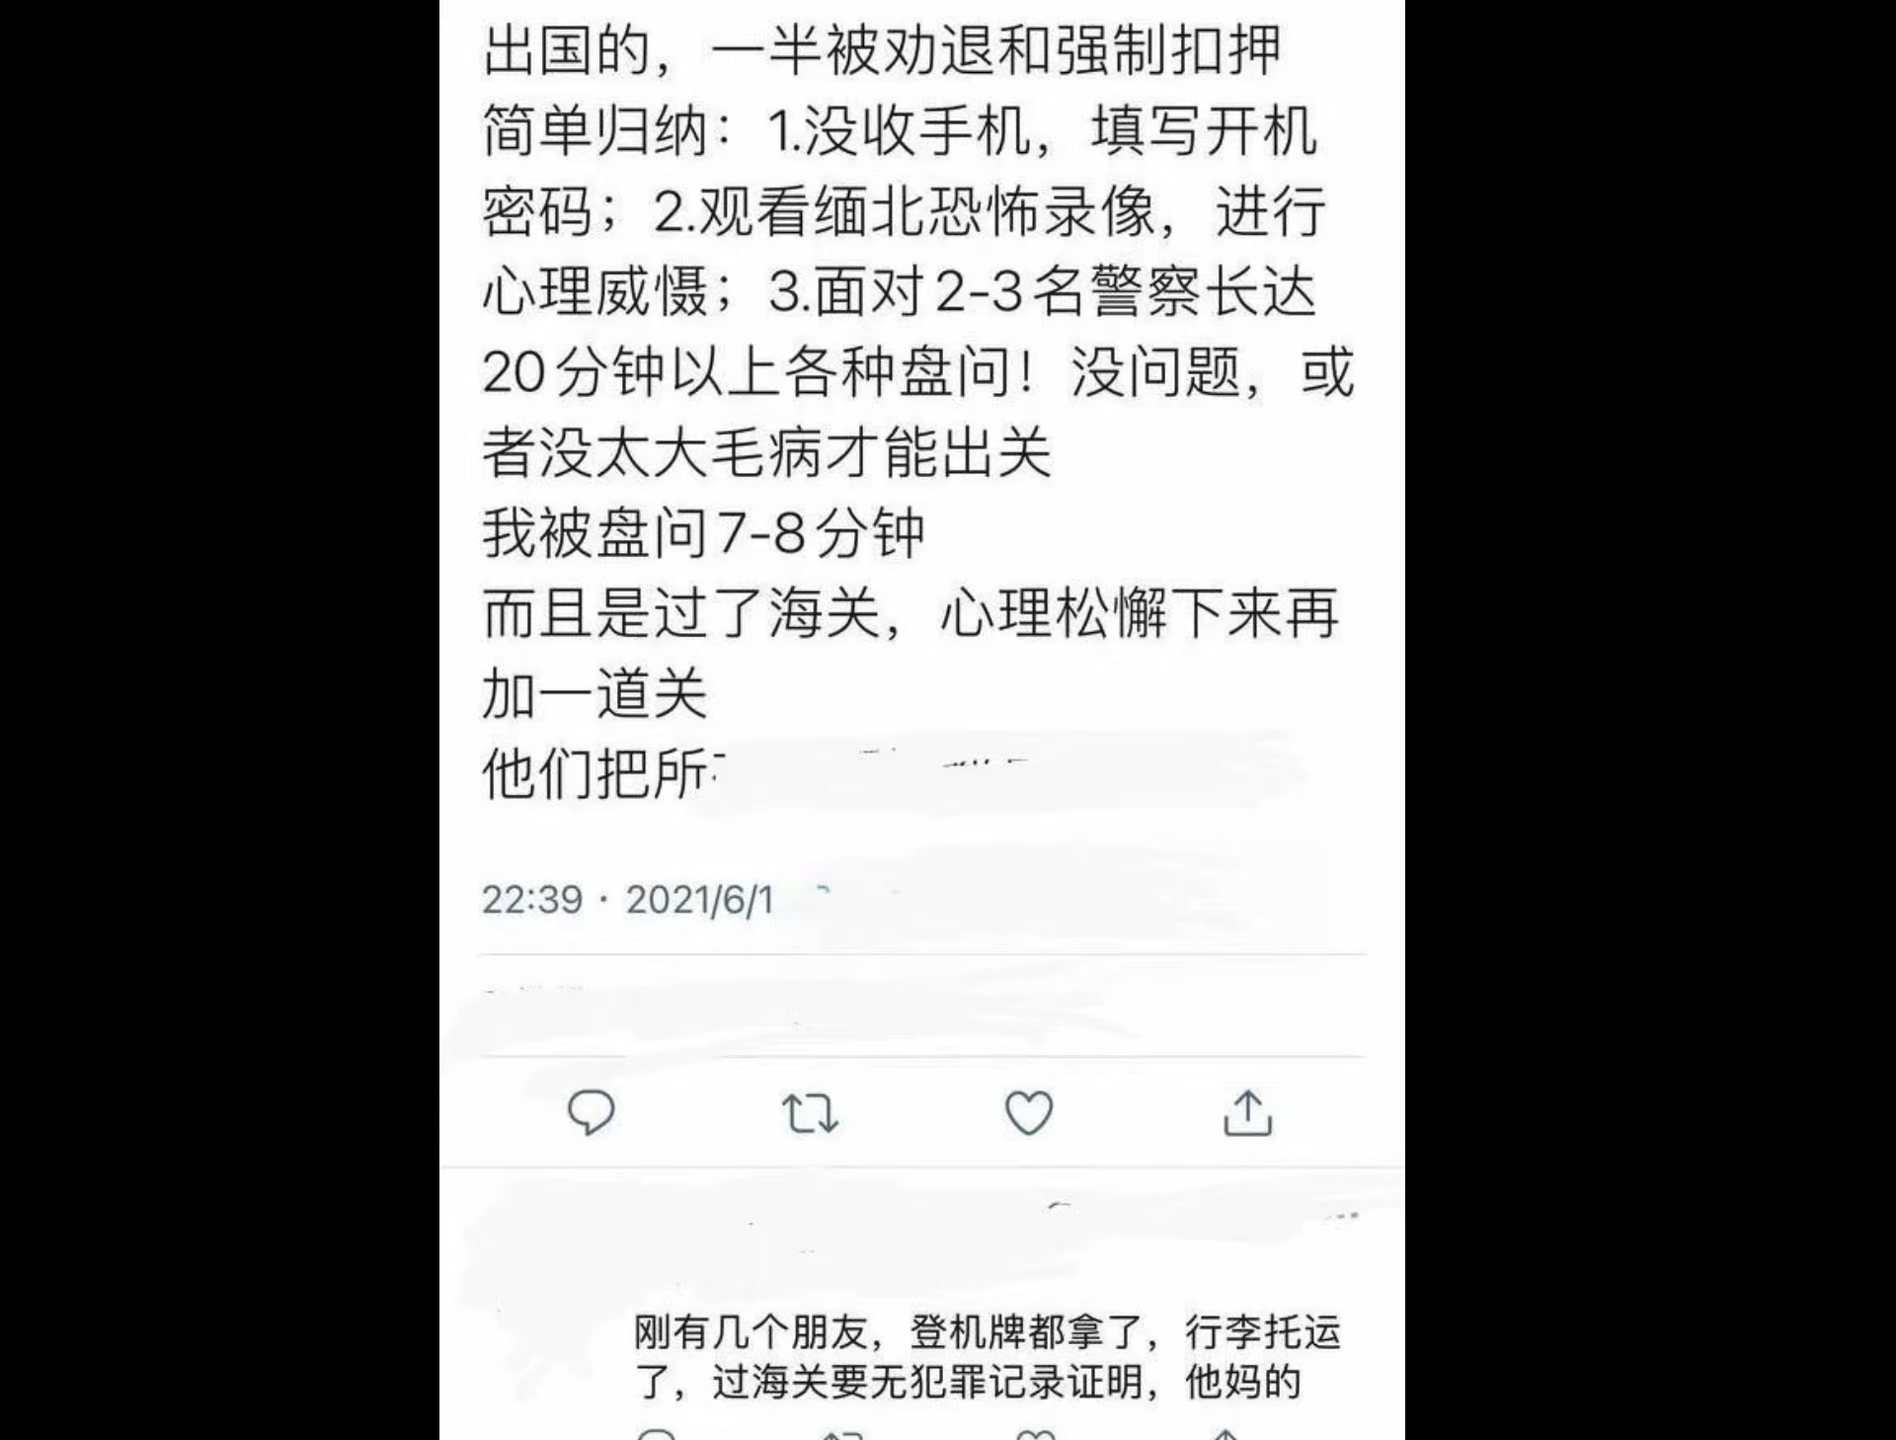 出国的，一半被劝退和强制扣押
简单归纳：1.没收手机，填写开机
密码；2.观看缅北恐怖录像，进行
心理威慑；3.面对2-3名警察长达
20分钟以上各种盘问！没问题，或
者没太大毛病才能出关
我被盘问7-8分钟
而且是过了海关，心理松懈下来再
加一道关
他们把所
22:39 · 2021/6/1
刚有几个朋友，登机牌都拿了，行李托运
了，过海关要无犯罪记录证明，他妈的